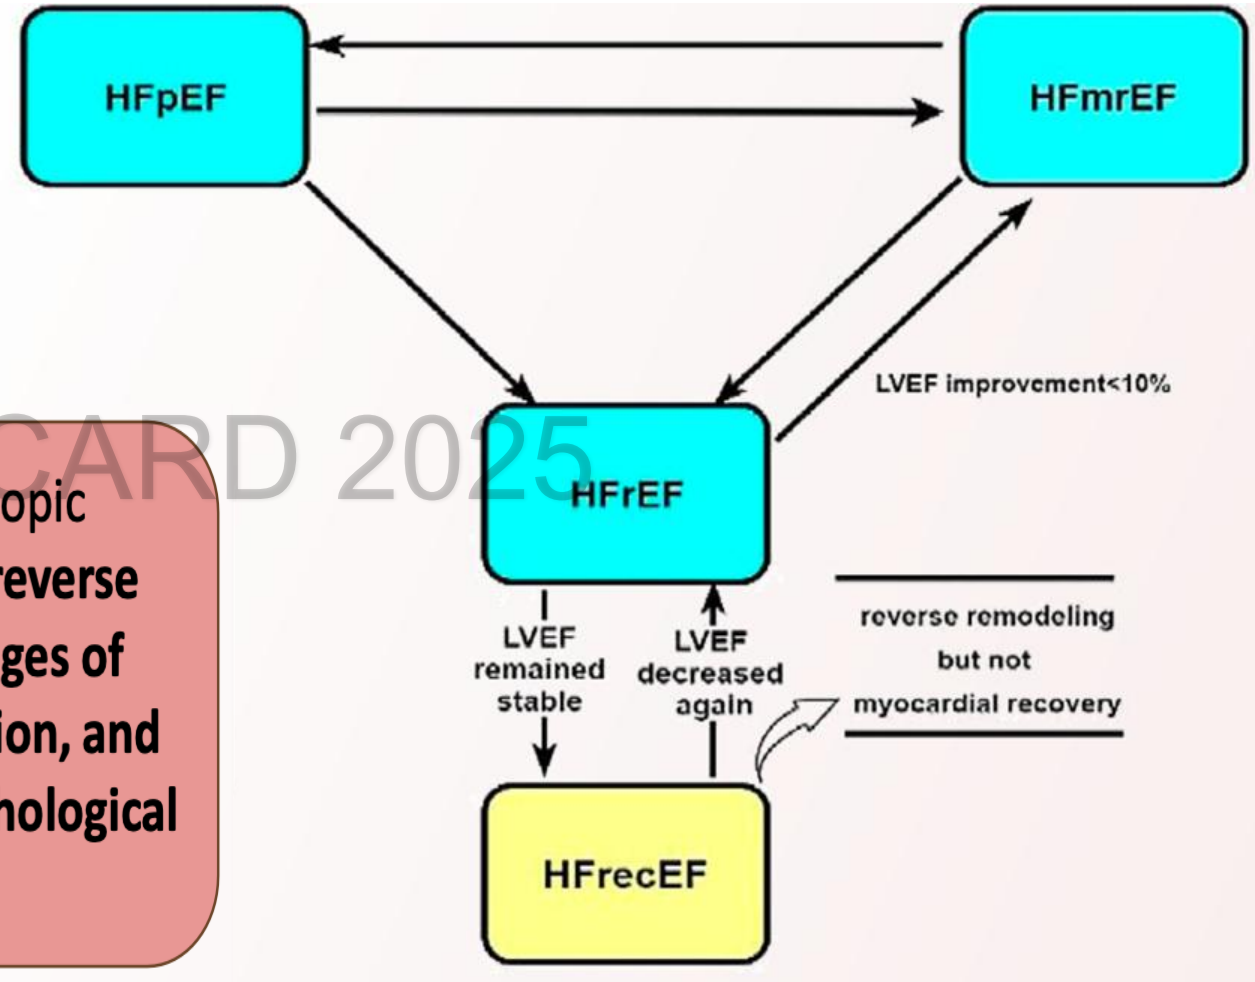 HFpEF
HFmrEF
LVEF improvement<10%
CARD 2025
HFrEF
opic
reverse
ges of
ion, and
hological
LVEF
remained
stable
LVEF
decreased
again
reverse remodeling
but not
myocardial recovery
HFrecEF